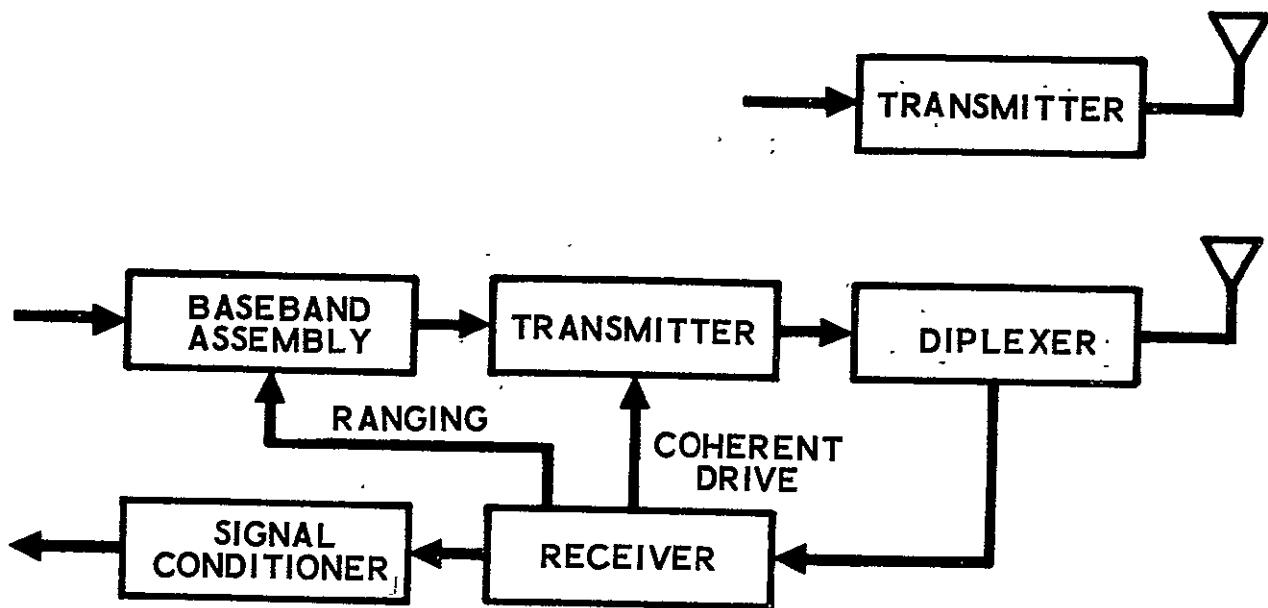 TRANSMITTER
BASEBAND
ASSEMBLY
TRANSMITTER
DIPLEXER
RANGING
COHERENT
DRIVE
SIGNAL
CONDITIONER
RECEIVER